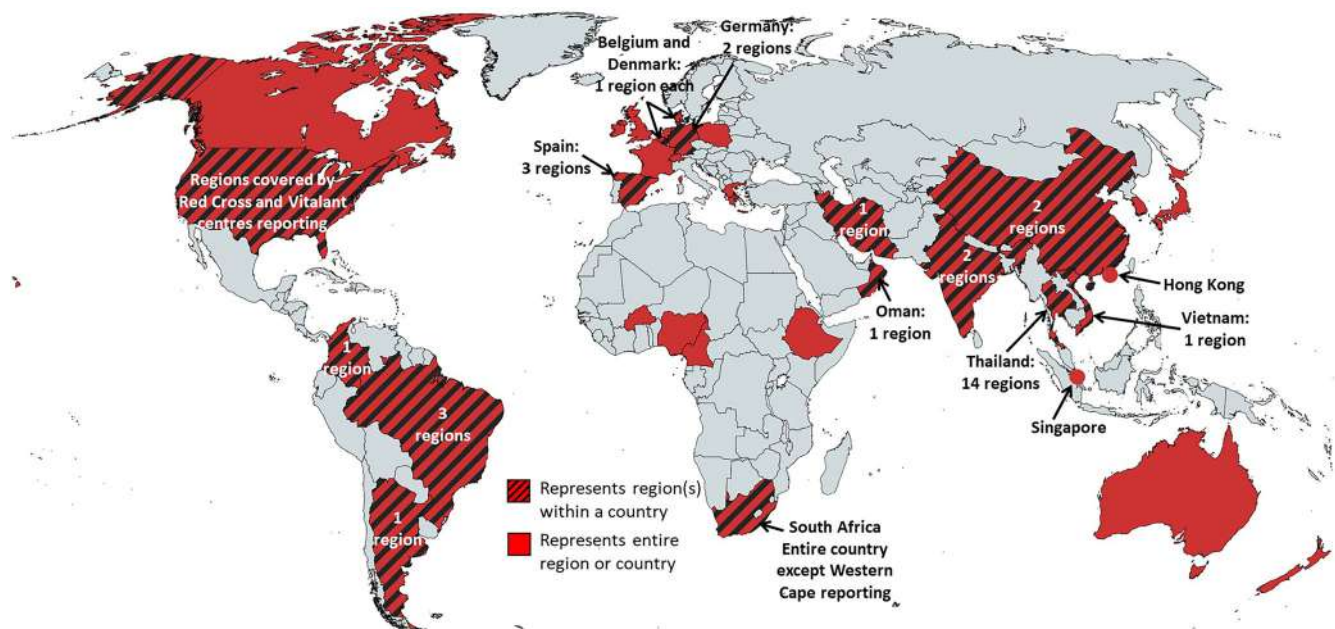 Germany:
2 regions
Belgium and
Denmark:
1 region each
Spain:
3 regions
Regions covered by
Red Cross and Vitalant
centres reporting
1
region
2
regions
2
regions
Hong Kong
Oman:
1 region
Vietnam:
1 region
Thailand:
14 regions
Singapore
1
region
3
regions
1
region
Represents region(s)
within a country
Represents entire
region or country
South Africa
Entire country
except Western
Cape reporting